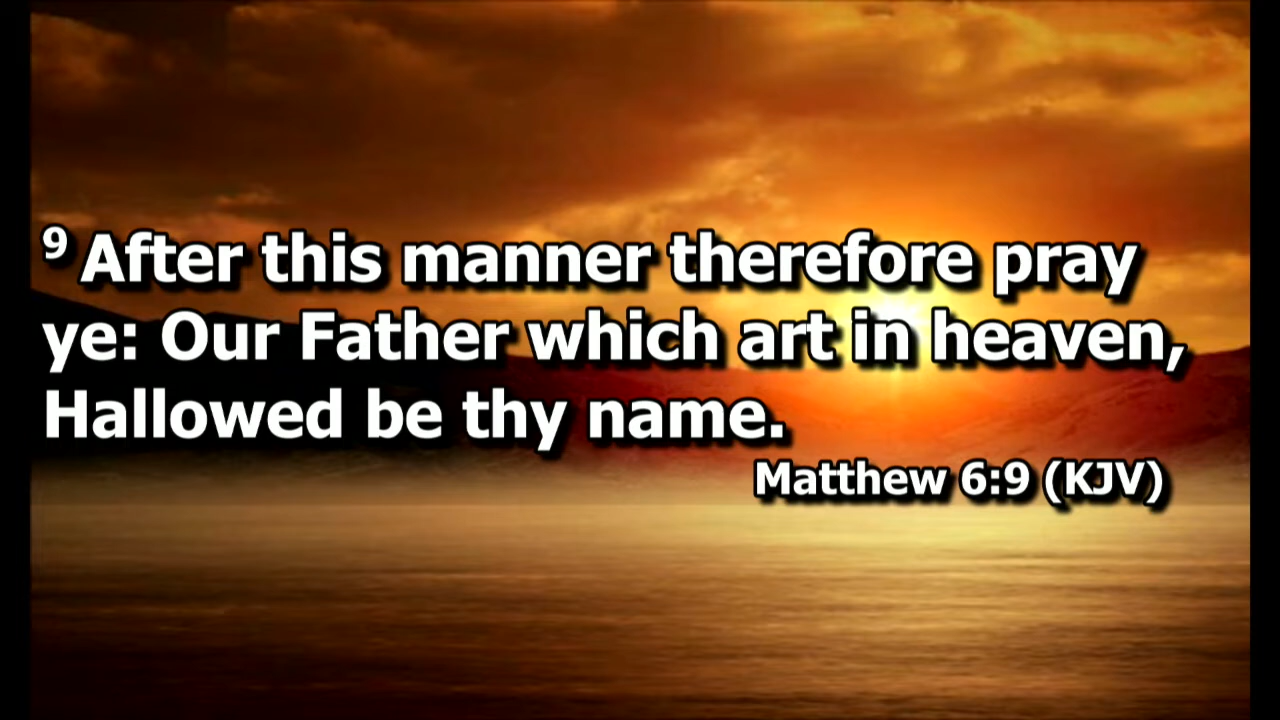 9 After this manner therefore pray
ye: Our Father which art in heaven,
Hallowed be thy name.
Matthew 6:9 (KJV)